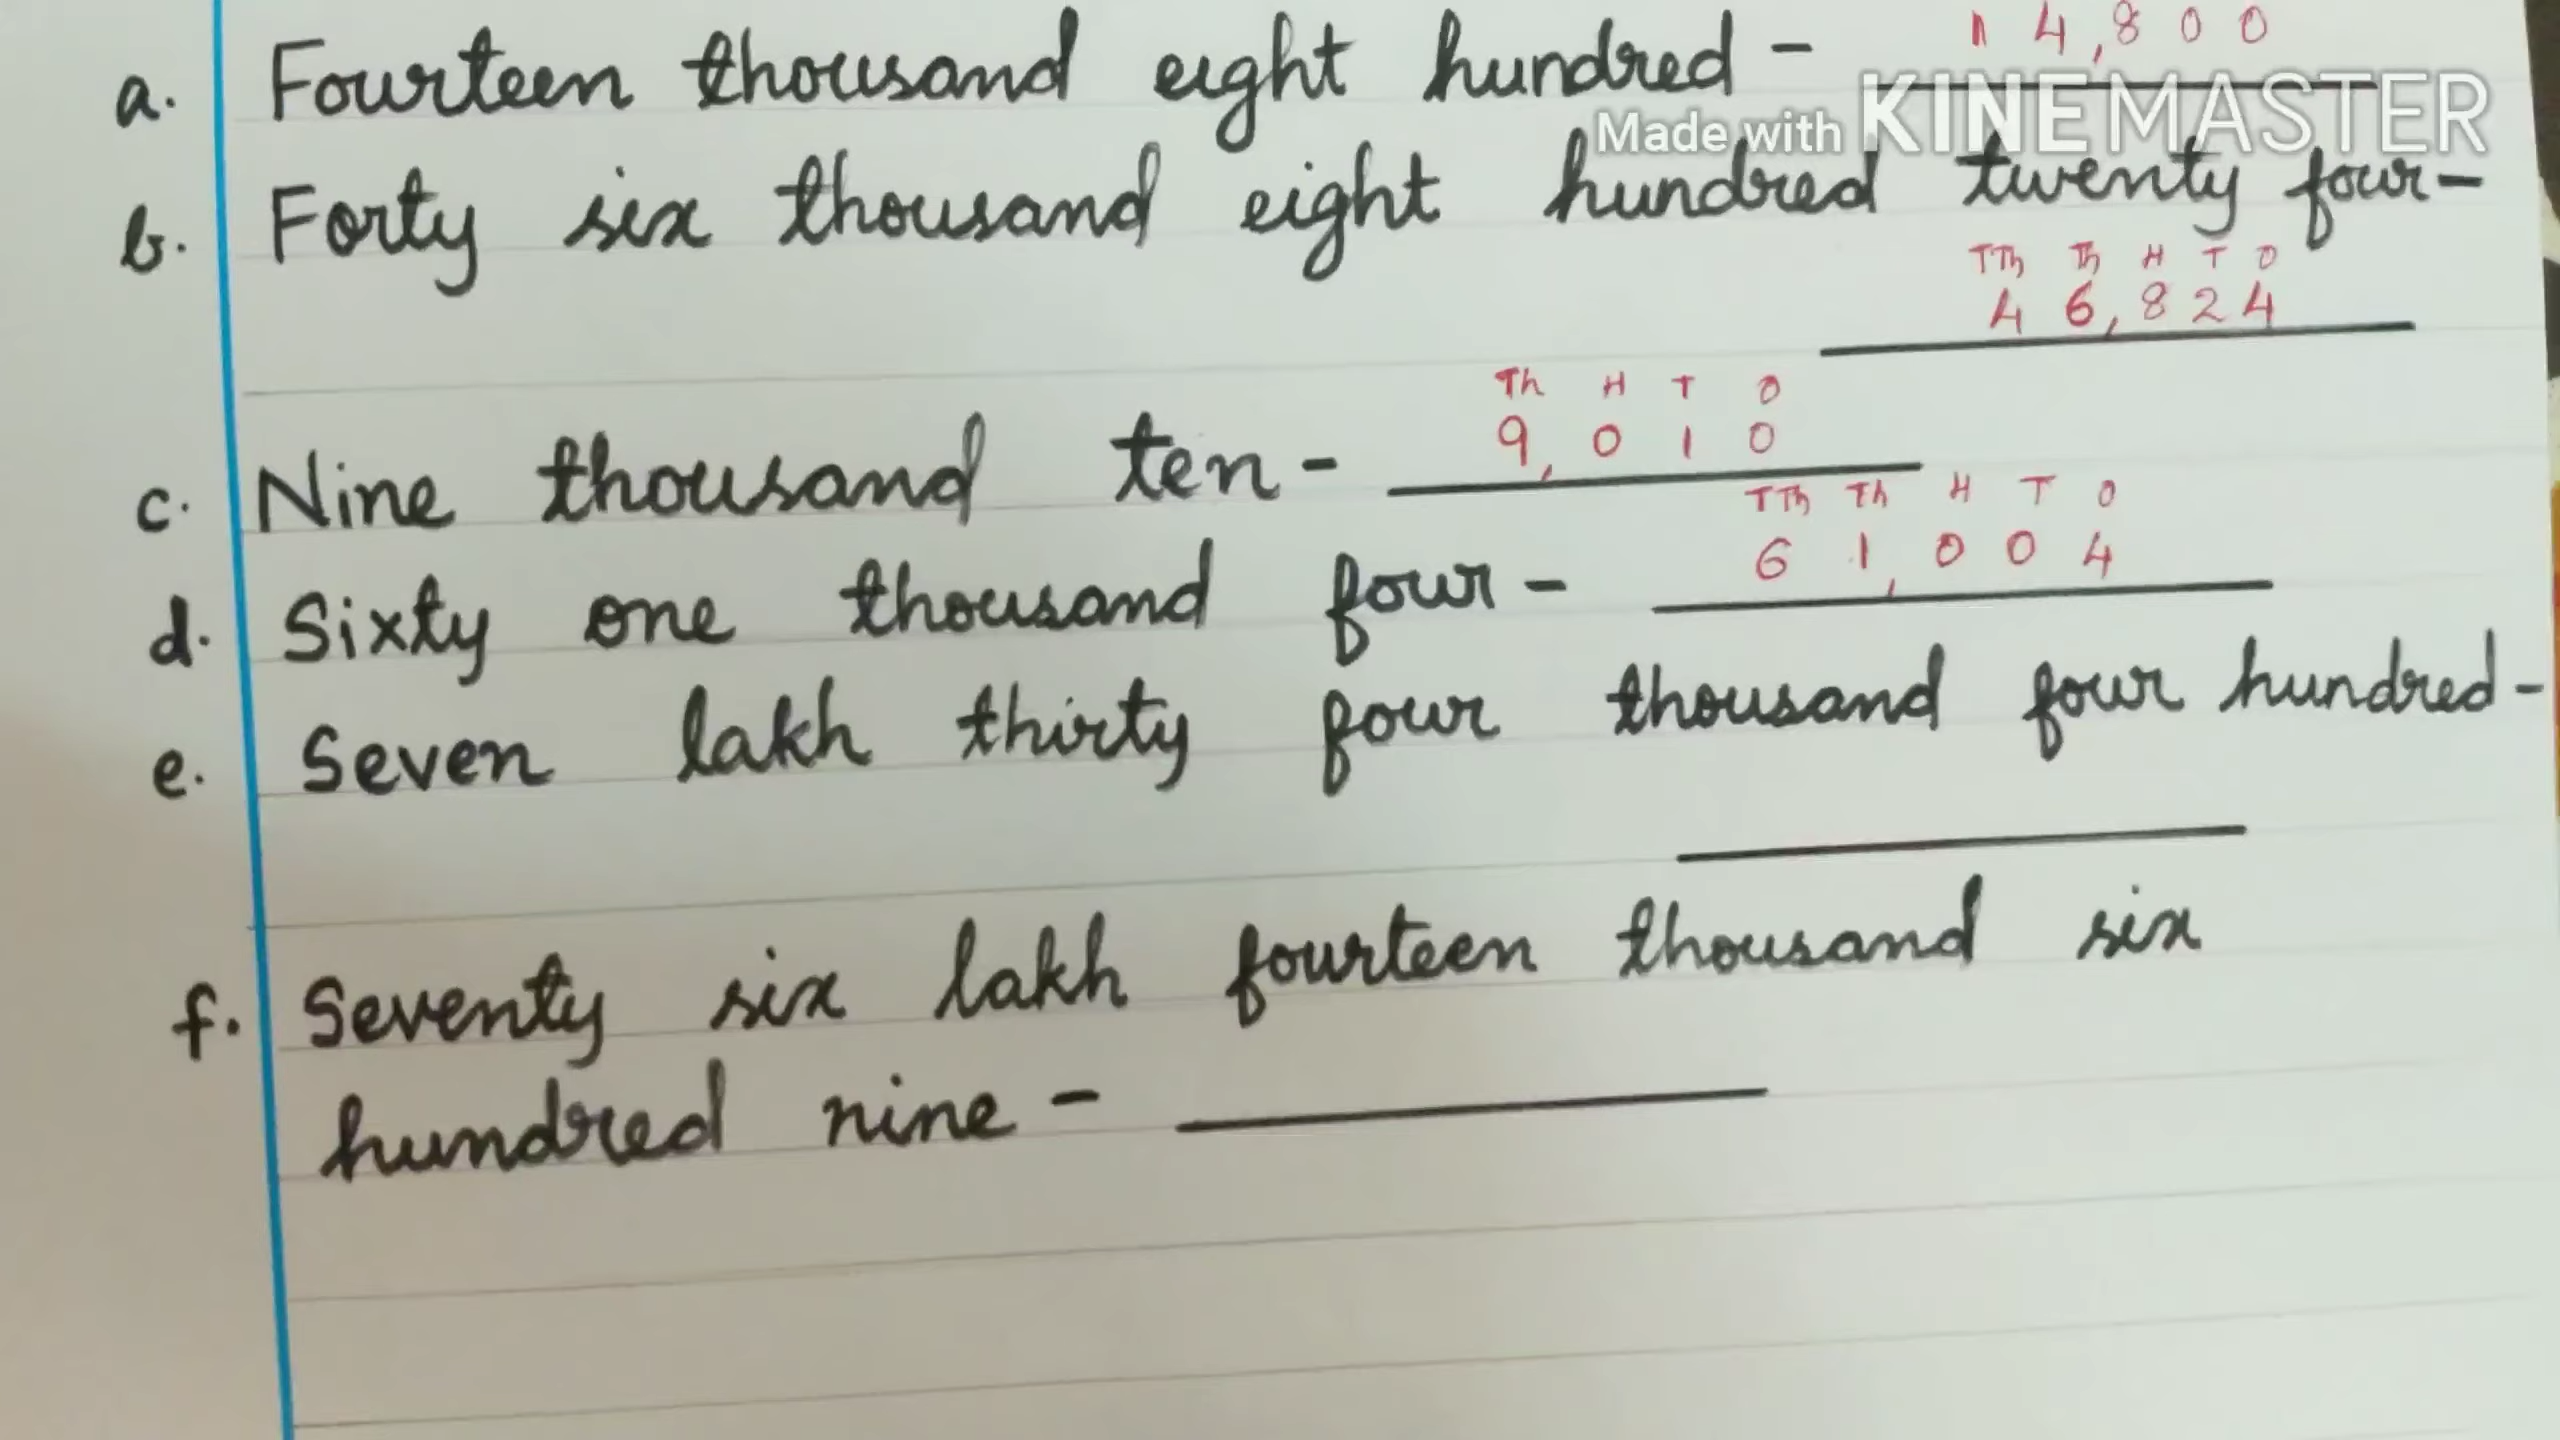 a. Fourteen thousand eight hundred - 14,800
Made with KINEMASTER
b. Forty six thousand eight hundred twenty four-
TTh Th H T O
46,824
Th H T O
c. Nine thousand ten - 9,010
TTh Th H T O
d. Sixty one thousand four - 61,004
e. Seven lakh thirty four thousand four hundred -
f. Seventy six lakh fourteen thousand six
hundred nine -